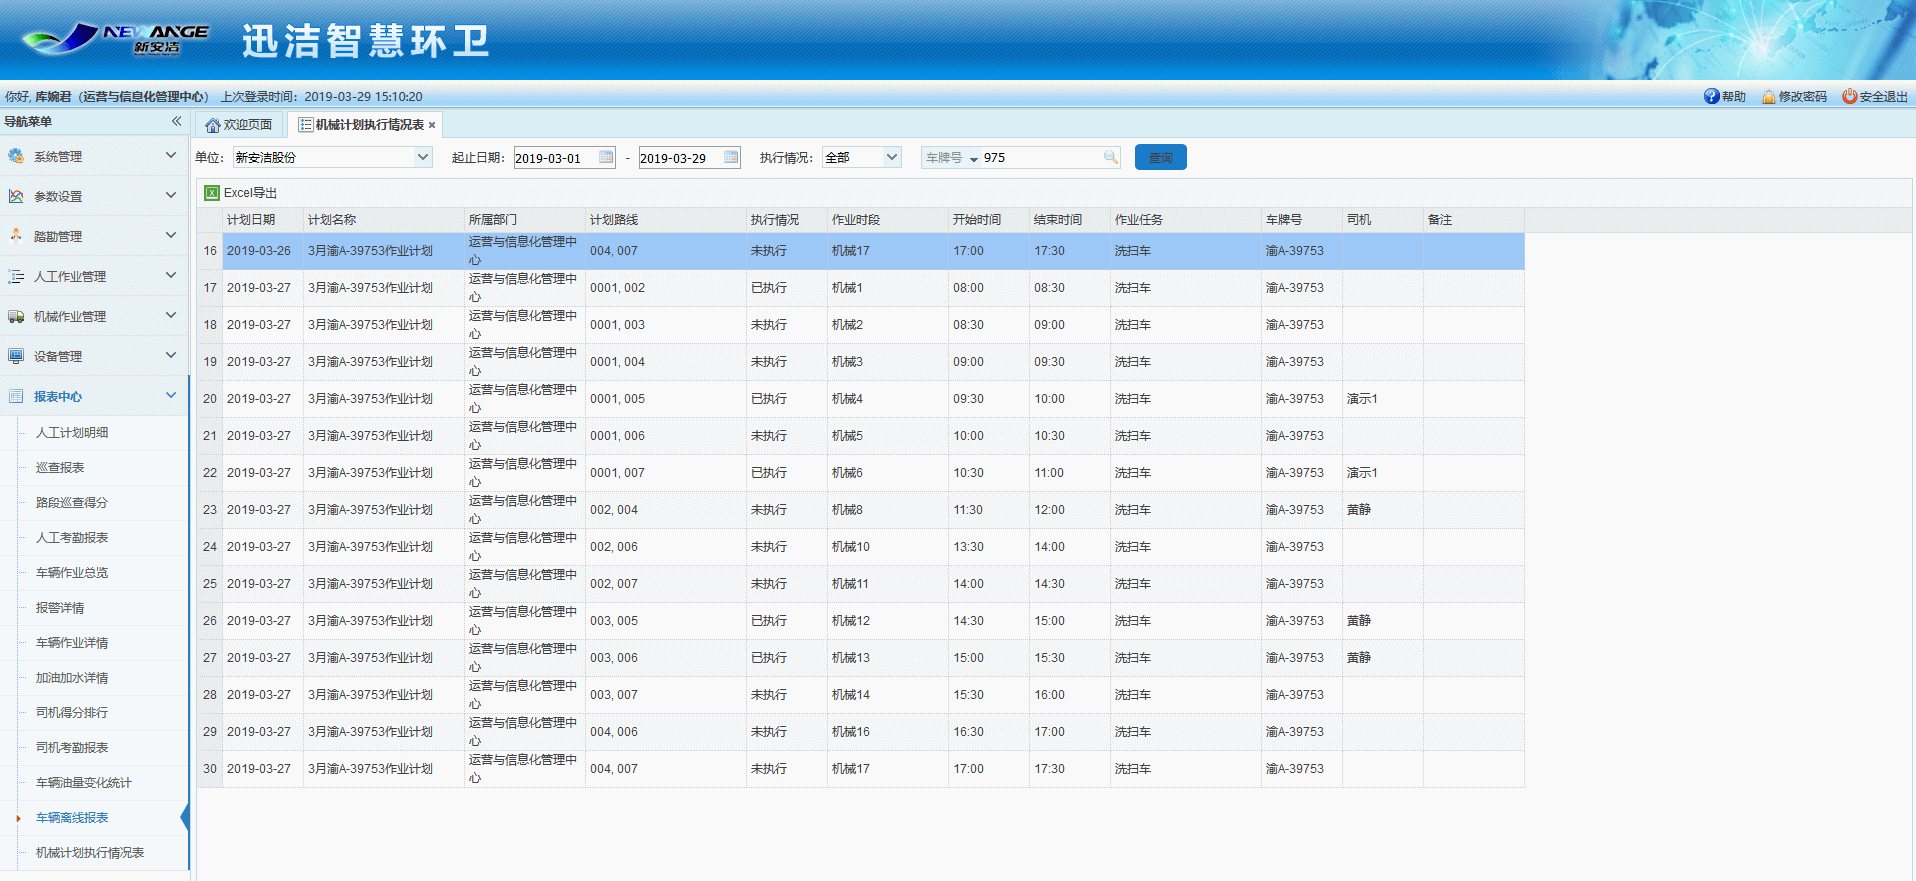 NEWANGE
新安洁
迅洁智慧环卫
你好, 库婉君（运营与信息化管理中心） 上次登录时间：2019-03-29 15:10:20
帮助 修改密码 安全退出
导航菜单
欢迎页面 机械计划执行情况表
系统管理
参数设置
踏勘管理
人工作业管理
机械作业管理
设备管理
报表中心
人工计划明细
巡查报表
路段巡查得分
人工考勤报表
车辆作业总览
报警详情
车辆作业详情
加油加水详情
司机得分排行
司机考勤报表
车辆油量变化统计
车辆离线报表
机械计划执行情况表
单位: 新安洁股份 起止日期: 2019-03-01 - 2019-03-29 执行情况: 全部 车牌号 975 查询
Excel导出
计划日期 计划名称 所属部门 计划路线 执行情况 作业时段 开始时间 结束时间 作业任务 车牌号 司机 备注
16 2019-03-26 3月渝A-39753作业计划 运营与信息化管理中心 004, 007 未执行 机械17 17:00 17:30 洗扫车 渝A-39753
17 2019-03-27 3月渝A-39753作业计划 运营与信息化管理中心 0001, 002 已执行 机械1 08:00 08:30 洗扫车 渝A-39753
18 2019-03-27 3月渝A-39753作业计划 运营与信息化管理中心 0001, 003 未执行 机械2 08:30 09:00 洗扫车 渝A-39753
19 2019-03-27 3月渝A-39753作业计划 运营与信息化管理中心 0001, 004 未执行 机械3 09:00 09:30 洗扫车 渝A-39753
20 2019-03-27 3月渝A-39753作业计划 运营与信息化管理中心 0001, 005 已执行 机械4 09:30 10:00 洗扫车 渝A-39753 演示1
21 2019-03-27 3月渝A-39753作业计划 运营与信息化管理中心 0001, 006 未执行 机械5 10:00 10:30 洗扫车 渝A-39753
22 2019-03-27 3月渝A-39753作业计划 运营与信息化管理中心 0001, 007 已执行 机械6 10:30 11:00 洗扫车 渝A-39753 演示1
23 2019-03-27 3月渝A-39753作业计划 运营与信息化管理中心 002, 004 未执行 机械8 11:30 12:00 洗扫车 渝A-39753 黄静
24 2019-03-27 3月渝A-39753作业计划 运营与信息化管理中心 002, 006 未执行 机械10 13:30 14:00 洗扫车 渝A-39753
25 2019-03-27 3月渝A-39753作业计划 运营与信息化管理中心 002, 007 未执行 机械11 14:00 14:30 洗扫车 渝A-39753
26 2019-03-27 3月渝A-39753作业计划 运营与信息化管理中心 003, 005 已执行 机械12 14:30 15:00 洗扫车 渝A-39753 黄静
27 2019-03-27 3月渝A-39753作业计划 运营与信息化管理中心 003, 006 已执行 机械13 15:00 15:30 洗扫车 渝A-39753 黄静
28 2019-03-27 3月渝A-39753作业计划 运营与信息化管理中心 003, 007 未执行 机械14 15:30 16:00 洗扫车 渝A-39753
29 2019-03-27 3月渝A-39753作业计划 运营与信息化管理中心 004, 006 未执行 机械16 16:30 17:00 洗扫车 渝A-39753
30 2019-03-27 3月渝A-39753作业计划 运营与信息化管理中心 004, 007 未执行 机械17 17:00 17:30 洗扫车 渝A-39753